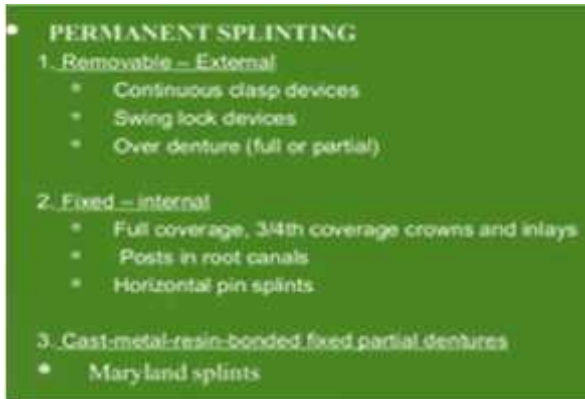 • PERMANENT SPLINTING
1. Removable – External
* Continuous clasp devices
* Swing lock devices
* Over denture (full or partial)
2. Fixed – internal
* Full coverage, 3/4th coverage crowns and inlays
* Posts in root canals
* Horizontal pin splints
3. Cast-metal-resin-bonded fixed partial dentures
• Maryland splints